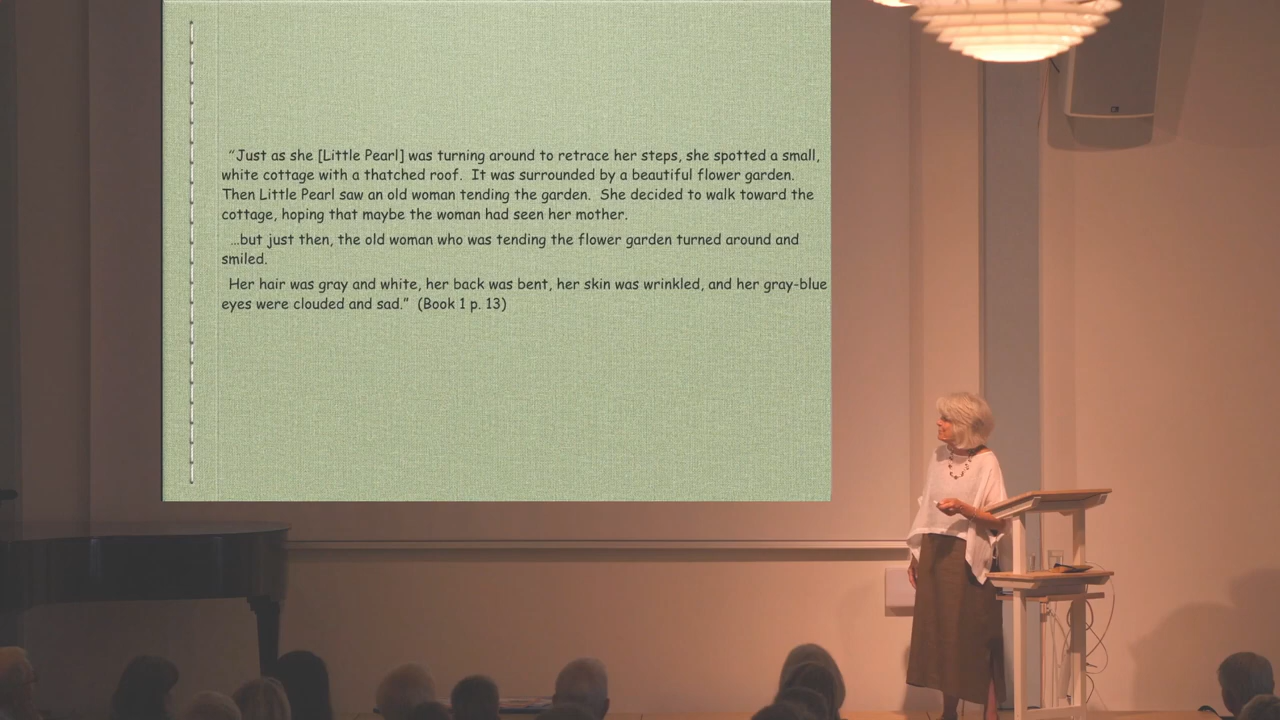 “Just as she [Little Pearl] was turning around to retrace her steps, she spotted a small,
white cottage with a thatched roof.  It was surrounded by a beautiful flower garden.
Then Little Pearl saw an old woman tending the garden.  She decided to walk toward the
cottage, hoping that maybe the woman had seen her mother.
…but just then, the old woman who was tending the flower garden turned around and
smiled.
Her hair was gray and white, her back was bent, her skin was wrinkled, and her gray-blue
eyes were clouded and sad.”  (Book 1 p. 13)